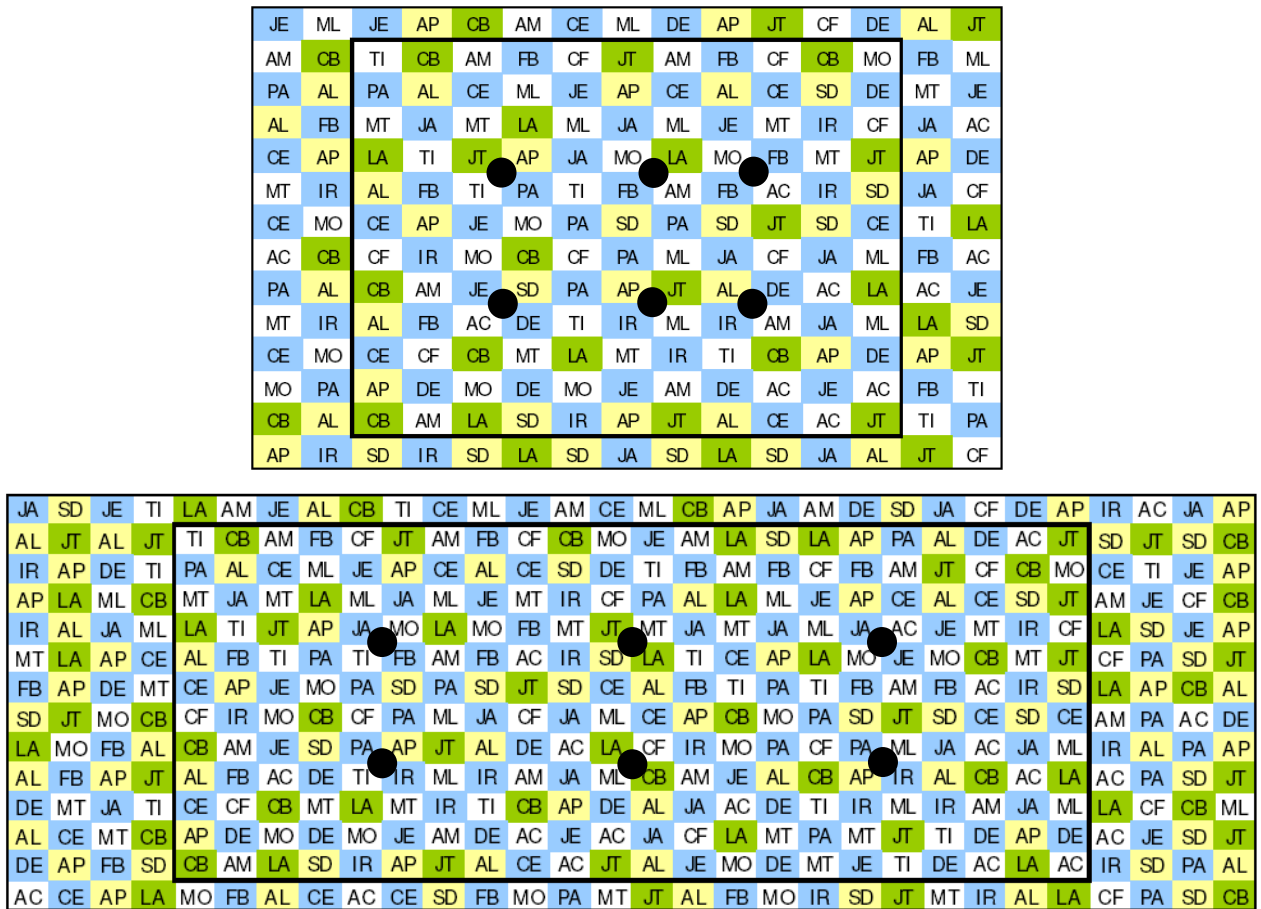 JE ML JE AP CB AM CE ML DE AP JT CF DE AL JT
AM CB TI CB AM FB CF JT AM FB CF CB MO FB ML
PA AL PA AL CE ML JE AP CE AL CE SD DE MT JE
AL FB MT JA MT LA ML JA ML JE MT IR CF JA AC
CE AP LA TI JT AP JA MO LA MO FB MT JT AP DE
MT IR AL FB TI PA TI FB AM FB AC IR SD JA CF
CE MO CE AP JE MO PA SD PA SD JT SD CE TI LA
AC CB CF IR MO CB CF PA ML JA CF JA ML FB AC
PA AL CB AM JE SD PA AP JT AL DE AC LA AC JE
MT IR AL FB AC DE TI IR ML IR AM JA ML LA SD
CE MO CE CF CB MT LA MT IR TI CB AP DE AP JT
MO PA AP DE MO DE MO JE AM DE AC JE AC FB TI
CB AL CB AM LA SD IR AP JT AL CE AC JT TI PA
AP IR SD IR SD LA SD JA SD LA SD JA AL JT CF
JA SD JE TI LA AM JE AL CB TI CE ML JE AM CE ML CB AP JA AM DE SD JA CF DE AP IR AC JA AP
AL JT AL JT TI CB AM FB CF JT AM FB CF CB MO JE AM LA SD LA AP PA AL DE AC JT SD JT SD CB
IR AP DE TI PA AL CE ML JE AP CE AL CE SD DE TI FB AM FB CF FB AM JT CF CB MO CE TI JE AP
AP LA ML CB MT JA MT LA ML JA ML JE MT IR CF PA AL LA ML JE AP CE AL CE SD JT AM JE CF CB
IR AL JA ML LA TI JT AP JA MO LA MO FB MT JT MT JA MT JA ML JA AC JE MT IR CF LA SD JE AP
MT LA AP CE AL FB TI PA TI FB AM FB AC IR SD LA TI CE AP LA MO JE MO CB MT JT CF PA SD JT
FB AP DE MT CE AP JE MO PA SD PA SD JT SD CE AL FB TI PA TI FB AM FB AC IR SD LA AP CB AL
SD JT MO CB CF IR MO CB CF PA ML JA CF JA ML CE AP CB MO PA SD JT SD CE SD CE AM PA AC DE
LA MO FB AL CB AM JE SD PA AP JT AL DE AC LA CF IR MO PA CF PA ML JA AC JA ML IR AL PA AP
AL FB AP JT AL FB AC DE TI IR ML IR AM JA ML CB AM JE AL CB AP IR AL CB AC LA AC PA SD JT
DE MT JA TI CE CF CB MT LA MT IR TI CB AP DE AL JA AC DE TI IR ML IR AM JA ML LA CF CB ML
AL CE MT CB AP DE MO DE MO JE AM DE AC JE AC JA CF LA MT PA MT JT TI DE AP DE AC JE SD JT
DE AP FB SD CB AM LA SD IR AP JT AL CE AC JT AL JE MO DE MT JE TI DE AC LA AC IR SD PA AL
AC CE AP LA MO FB AL CE AC CE SD FB MO PA MT JT AL FB MO IR SD JT MT IR AL LA CF PA SD CB